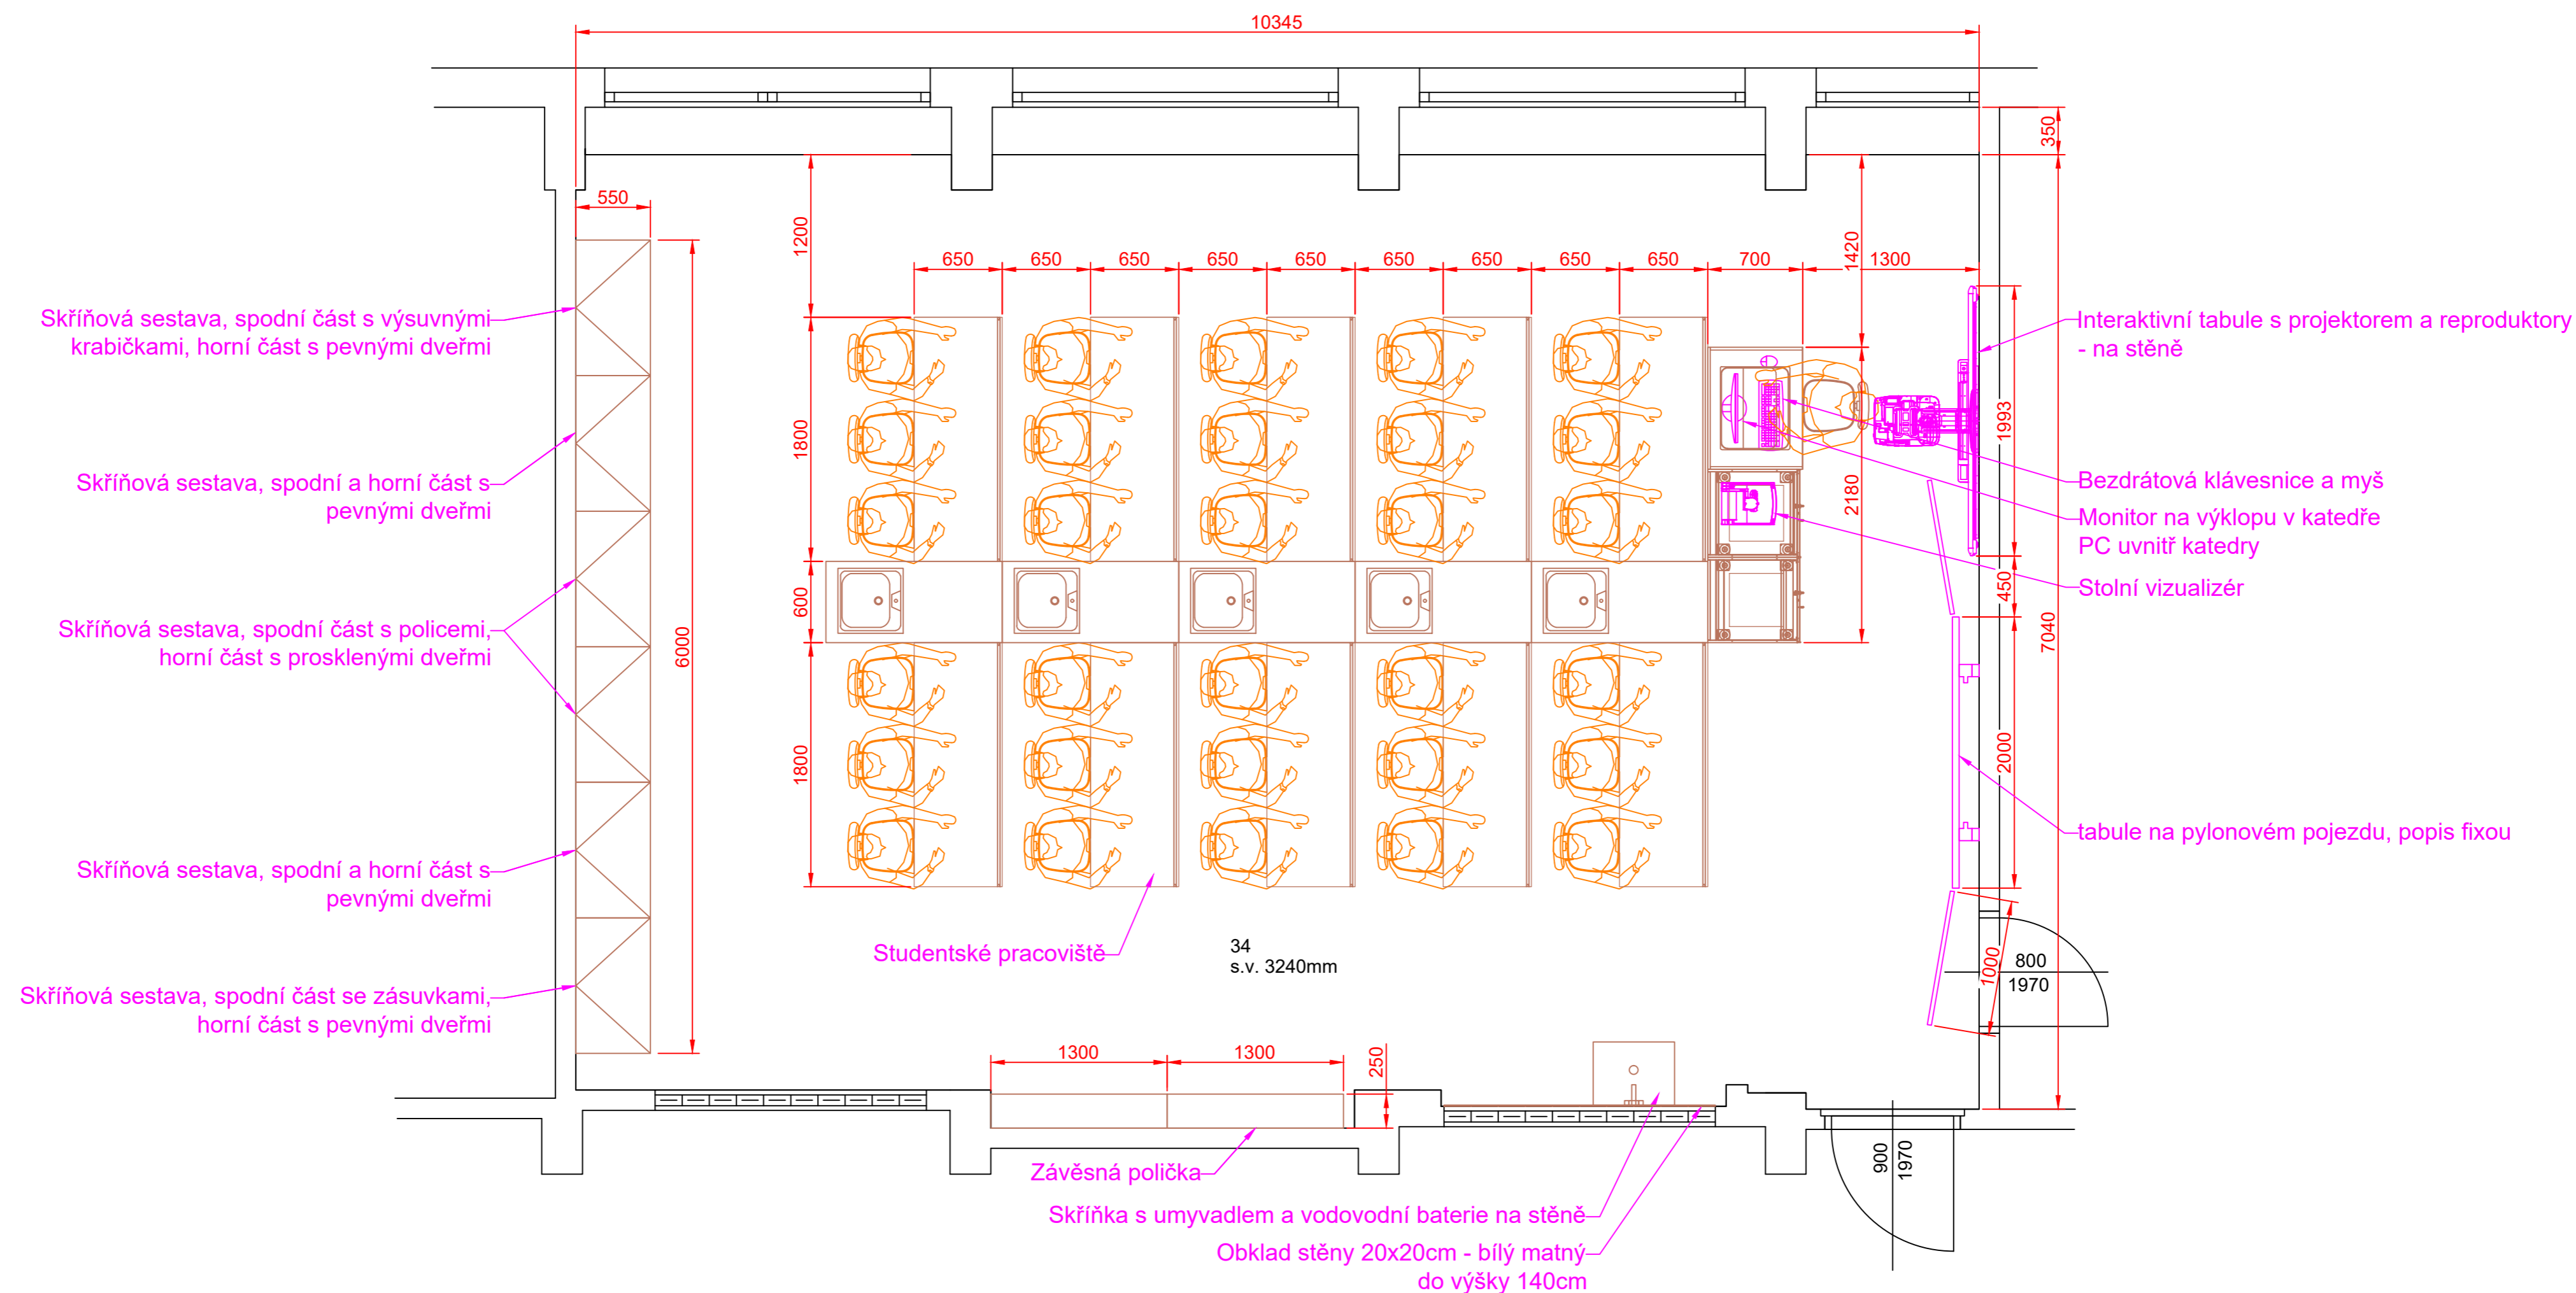 10345
350
550
1200
1420
650
650
650
650
650
650
650
650
650
700
1300
Skříňová sestava, spodní část s výsuvnými
krabičkami, horní část s pevnými dveřmi
Interaktivní tabule s projektorem a reproduktory
- na stěně
1800
1993
Skříňová sestava, spodní a horní část s
pevnými dveřmi
2180
Bezdrátová klávesnice a myš
Monitor na výklopu v katedře
PC uvnitř katedry
Stolní vizualizér
450
600
Skříňová sestava, spodní část s policemi,
horní část s prosklenými dveřmi
6000
7040
1800
2000
tabule na pylonovém pojezdu, popis fixou
Skříňová sestava, spodní a horní část s
pevnými dveřmi
Studentské pracoviště
34
s.v. 3240mm
1000
800
1970
Skříňová sestava, spodní část se zásuvkami,
horní část s pevnými dveřmi
1300
1300
250
900
1970
Závěsná polička
Skříňka s umyvadlem a vodovodní baterie na stěně
Obklad stěny 20x20cm - bílý matný
do výšky 140cm